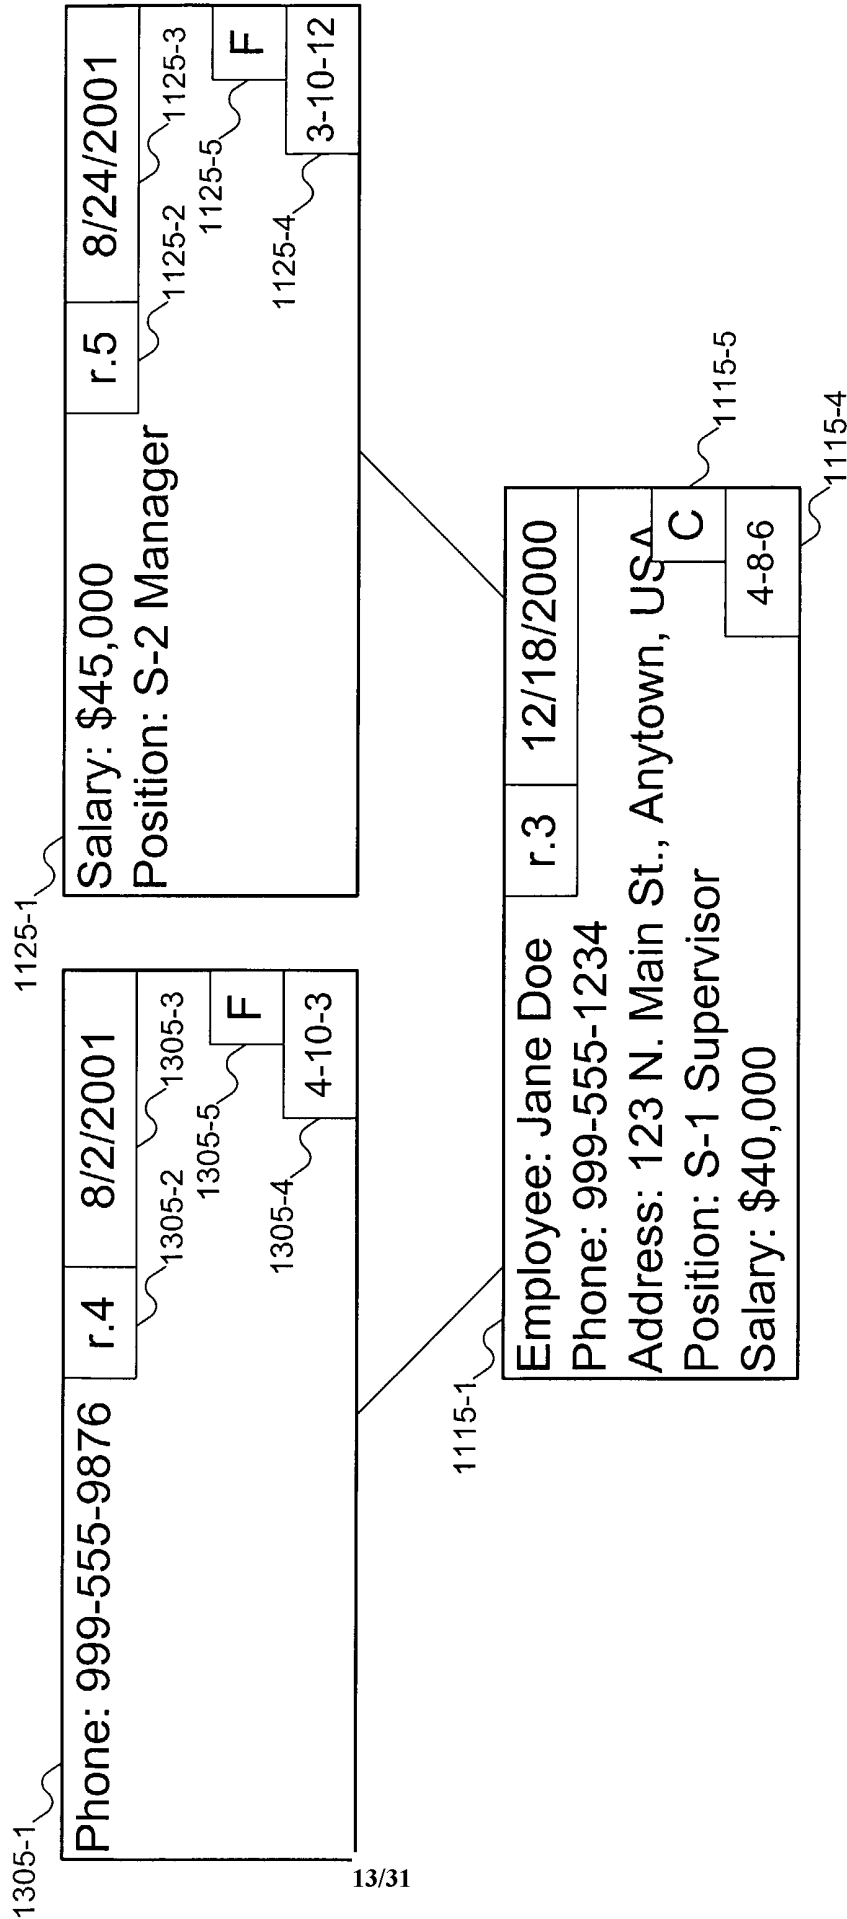 1305-1
Phone: 999-555-9876
r.4
8/2/2001
1305-2
1305-3
1305-5
F
1305-4
4-10-3
1125-1
Salary: $45,000
Position: S-2 Manager
r.5
8/24/2001
1125-2
1125-3
1125-5
F
1125-4
3-10-12
1115-1
Employee: Jane Doe
r.3
12/18/2000
Phone: 999-555-1234
Address: 123 N. Main St., Anytown, USA
Position: S-1 Supervisor
C
1115-5
Salary: $40,000
4-8-6
1115-4
13/31